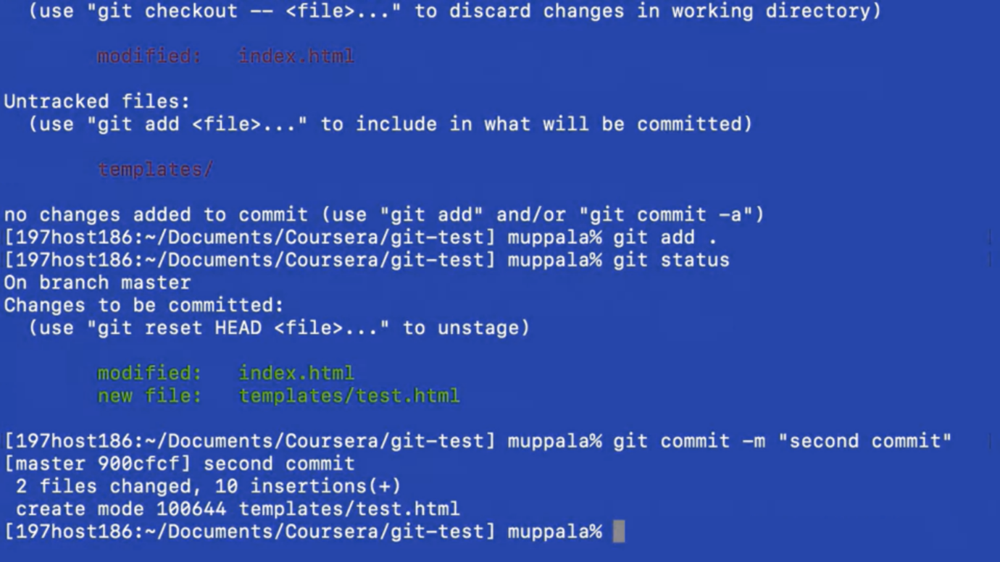 (use "git checkout -- <file>..." to discard changes in working directory)
modified: index.html
Untracked files:
(use "git add <file>..." to include in what will be committed)
templates/
no changes added to commit (use "git add" and/or "git commit -a")
[197host186:~/Documents/Coursera/git-test] muppala% git add .
[197host186:~/Documents/Coursera/git-test] muppala% git status
On branch master
Changes to be committed:
(use "git reset HEAD <file>..." to unstage)
modified: index.html
new file: templates/test.html
[197host186:~/Documents/Coursera/git-test] muppala% git commit -m "second commit"
[master 900cfcf] second commit
2 files changed, 10 insertions(+)
create mode 100644 templates/test.html
[197host186:~/Documents/Coursera/git-test] muppala%